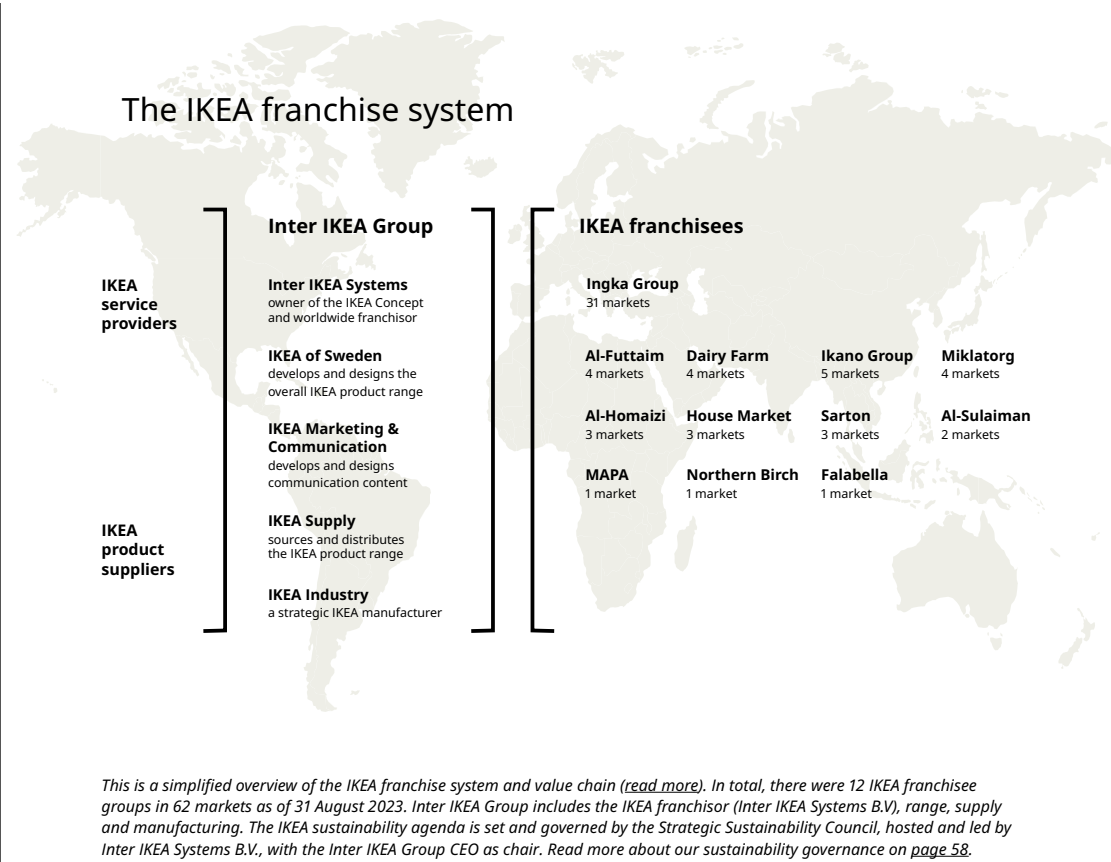 The IKEA franchise system
IKEA
service
providers
IKEA
product
suppliers
Inter IKEA Group
Inter IKEA Systems
owner of the IKEA Concept
and worldwide franchisor
IKEA of Sweden
develops and designs the
overall IKEA product range
IKEA Marketing &
Communication
develops and designs
communication content
IKEA Supply
sources and distributes
the IKEA product range
IKEA Industry
a strategic IKEA manufacturer
IKEA franchisees
Ingka Group
31 markets
Al-Futtaim
4 markets
Dairy Farm
4 markets
Ikano Group
5 markets
Miklatorg
4 markets
Al-Homaizi
3 markets
House Market
3 markets
Sarton
3 markets
Al-Sulaiman
2 markets
MAPA
1 market
Northern Birch
1 market
Falabella
1 market
This is a simplified overview of the IKEA franchise system and value chain (read more). In total, there were 12 IKEA franchisee
groups in 62 markets as of 31 August 2023. Inter IKEA Group includes the IKEA franchisor (Inter IKEA Systems B.V), range, supply
and manufacturing. The IKEA sustainability agenda is set and governed by the Strategic Sustainability Council, hosted and led by
Inter IKEA Systems B.V., with the Inter IKEA Group CEO as chair. Read more about our sustainability governance on page 58.